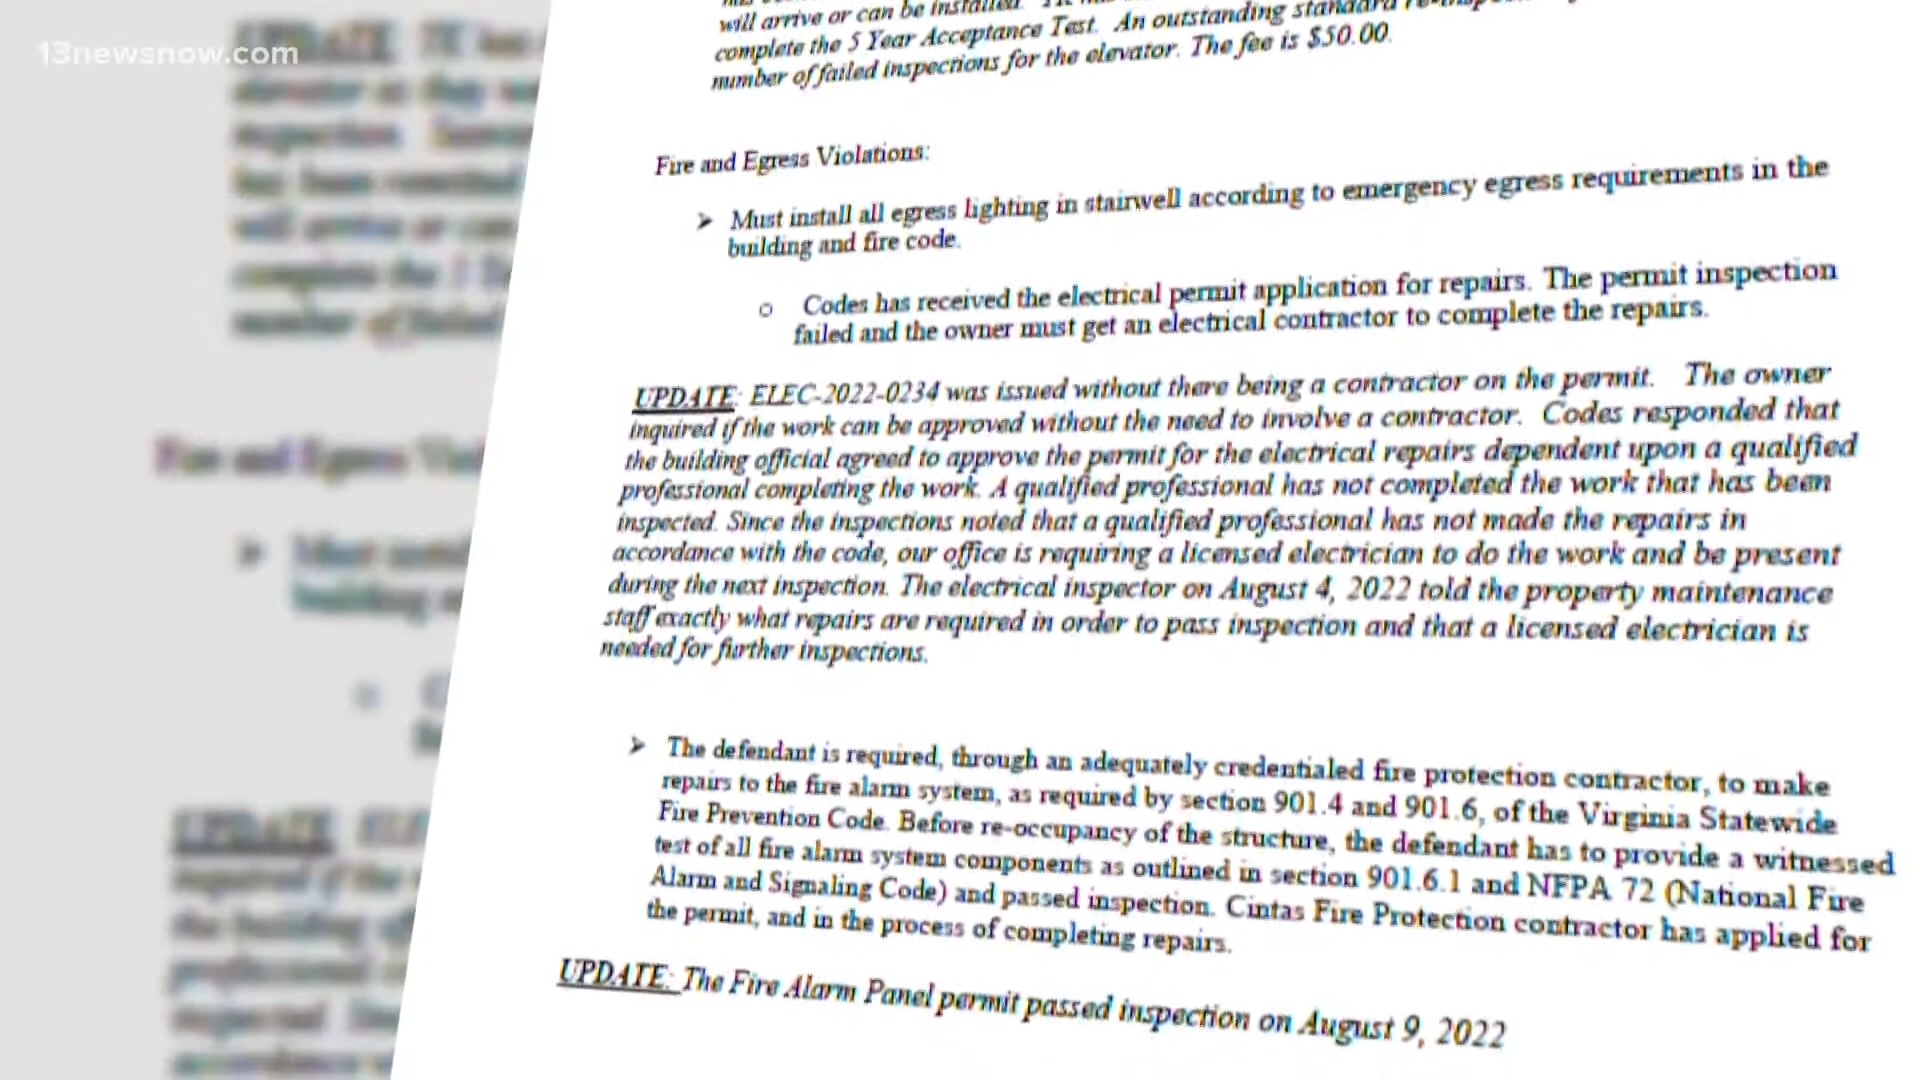 13newsnow.com
will arrive or can be installed.
complete the 5 Year Acceptance Test. An outstanding standard
number of failed inspections for the elevator. The fee is $50.00.
Fire and Egress Violations:
➤ Must install all egress lighting in stairwell according to emergency egress requirements in the
building and fire code.
o Codes has received the electrical permit application for repairs. The permit inspection
failed and the owner must get an electrical contractor to complete the repairs.
UPDATE: ELEC-2022-0234 was issued without there being a contractor on the permit. The owner
inquired if the work can be approved without the need to involve a contractor. Codes responded that
the building official agreed to approve the permit for the electrical repairs dependent upon a qualified
professional completing the work. A qualified professional has not completed the work that has been
inspected. Since the inspections noted that a qualified professional has not made the repairs in
accordance with the code, our office is requiring a licensed electrician to do the work and be present
during the next inspection. The electrical inspector on August 4, 2022 told the property maintenance
staff exactly what repairs are required in order to pass inspection and that a licensed electrician is
needed for further inspections.
➤ The defendant is required, through an adequately credentialed fire protection contractor, to make
repairs to the fire alarm system, as required by section 901.4 and 901.6, of the Virginia Statewide
Fire Prevention Code. Before re-occupancy of the structure, the defendant has to provide a witnessed
test of all fire alarm system components as outlined in section 901.6.1 and NFPA 72 (National Fire
Alarm and Signaling Code) and passed inspection. Cintas Fire Protection contractor has applied for
the permit, and in the process of completing repairs.
UPDATE: The Fire Alarm Panel permit passed inspection on August 9, 2022